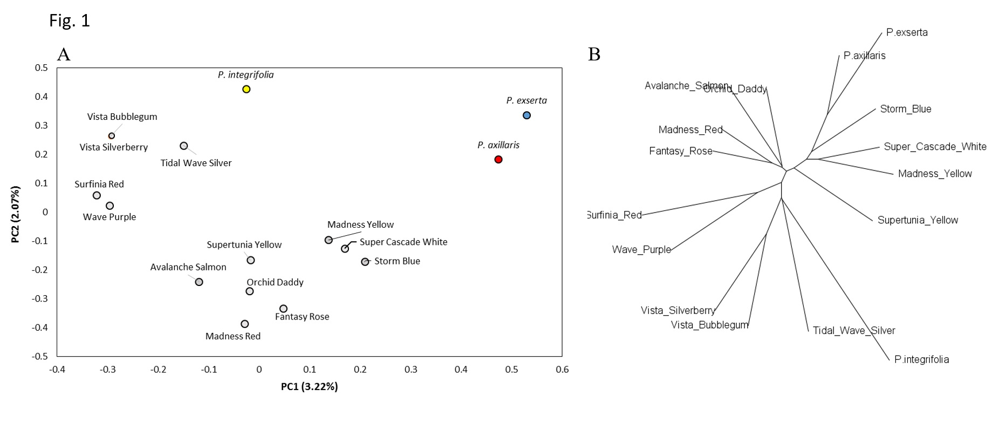 Fig. 1
A
0.5
0.4
0.3
0.2
0.1
0
-0.1
-0.2
-0.3
-0.4
-0.5
PC2 (2.07%)
P. integrifolia
P. exserta
Vista Bubblegum
Vista Silverberry
P. axillaris
Tidal Wave Silver
Surfinia Red
Wave Purple
Madness Yellow
Supertunia Yellow
Super Cascade White
Storm Blue
Avalanche Salmon
Orchid Daddy
Fantasy Rose
Madness Red
-0.4 -0.3 -0.2 -0.1 0 0.1 0.2 0.3 0.4 0.5 0.6
PC1 (3.22%)
B
P.exserta
P.axillaris
Avalanche_Salmon
Orchid_Daddy
Storm_Blue
Madness_Red
Super_Cascade_White
Fantasy_Rose
Madness_Yellow
Surfinia_Red
Supertunia_Yellow
Wave_Purple
Vista_Silverberry
Vista_Bubblegum
Tidal_Wave_Silver
P.integrifolia